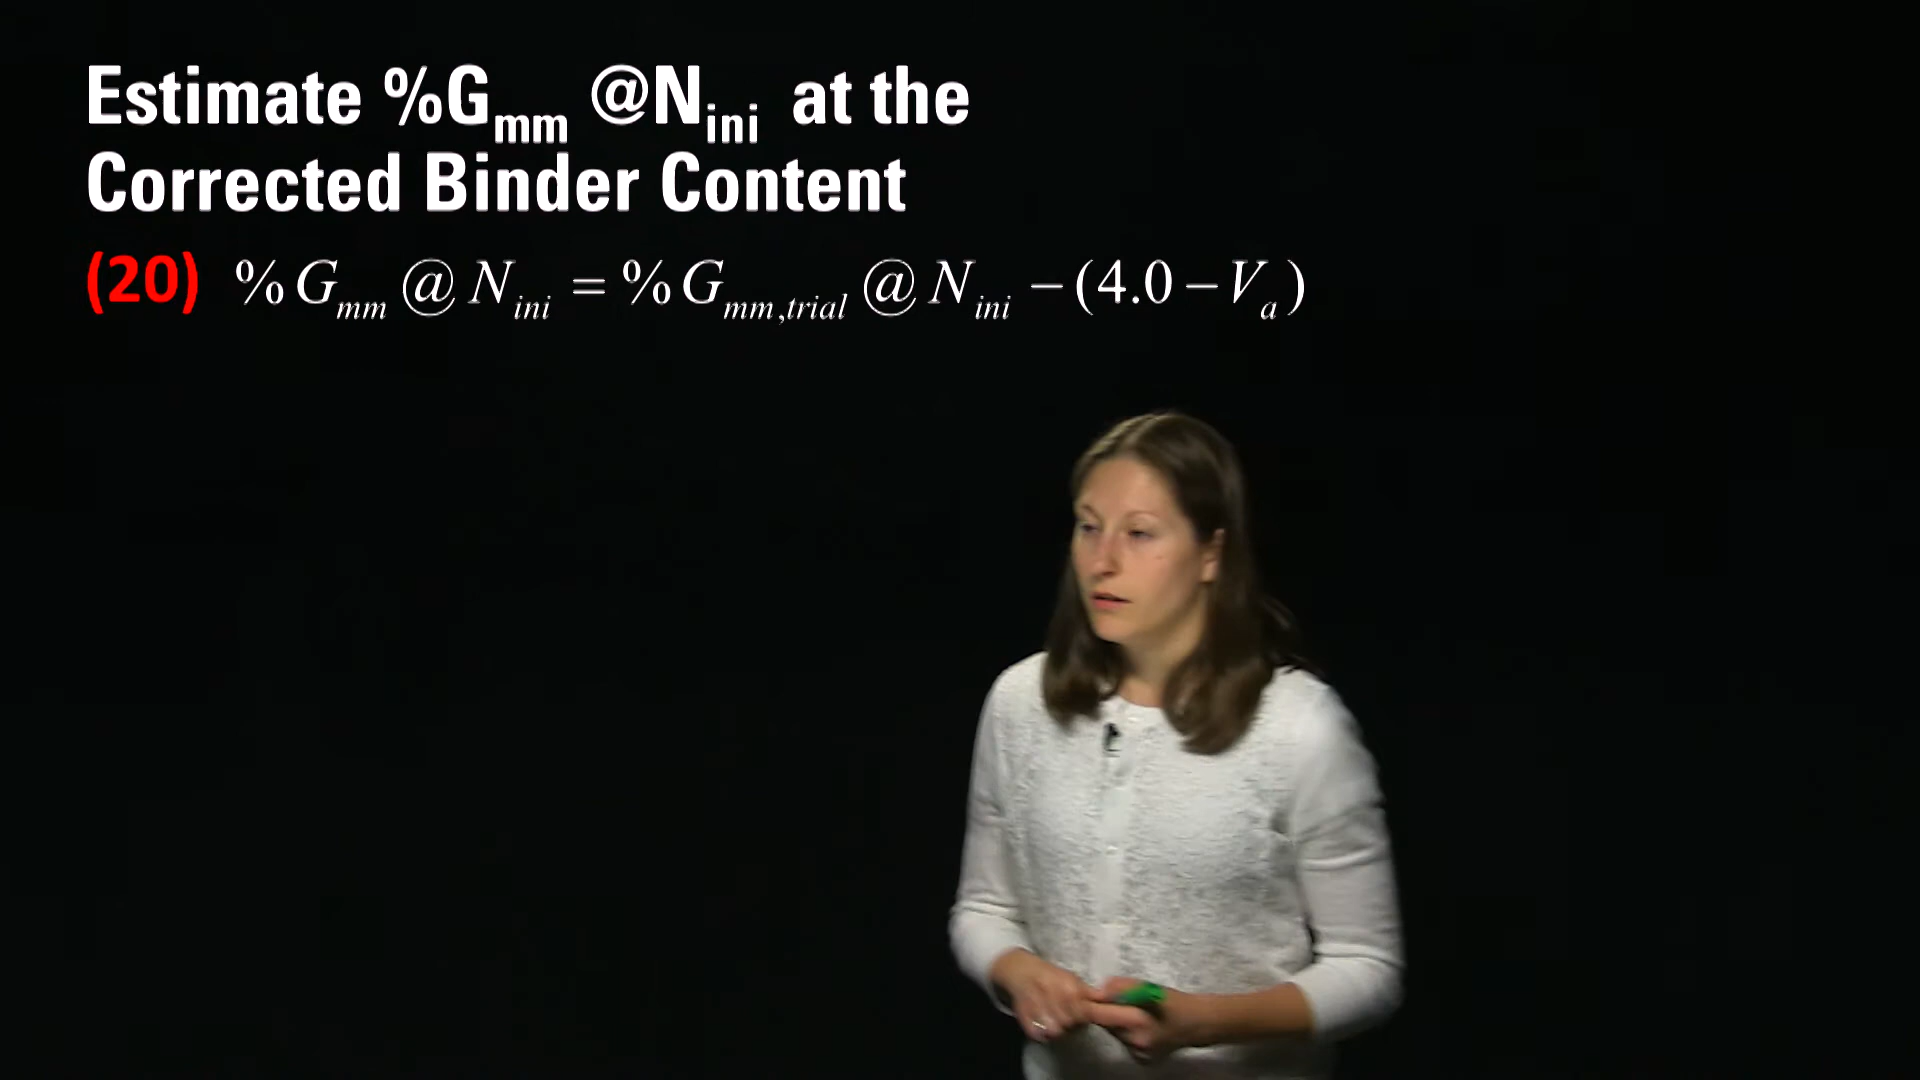 Estimate %Gmm @Nini at the
Corrected Binder Content
(20) %Gmm @ Nini = %Gmm,trial @ Nini − (4.0 − Va)